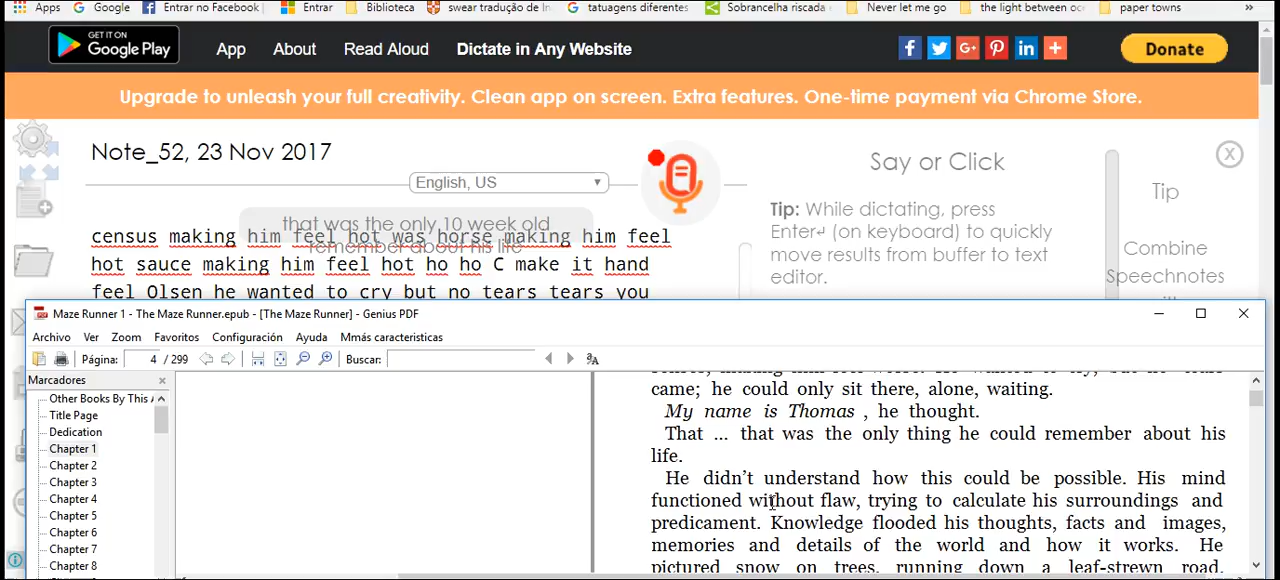 Apps Google Entrar no Facebook | Entrar Biblioteca swear tradução de In tatuagens diferentes Sobrancelha riscada Never let me go the light between oc paper towns »
GET IT ON
Google Play
App About Read Aloud Dictate in Any Website
Donate
Upgrade to unleash your full creativity. Clean app on screen. Extra features. One-time payment via Chrome Store.
Note_52, 23 Nov 2017
English, US
that was the only 10 week old
remember about his life
census making him feel hot was horse making him feel
hot sauce making him feel hot ho ho C make it hand
feel Olsen he wanted to cry but no tears tears you
Say or Click
Tip: While dictating, press
Enter↵ (on keyboard) to quickly
move results from buffer to text
editor.
Tip
Combine
Speechnotes
Maze Runner 1 - The Maze Runner.epub - [The Maze Runner] - Genius PDF
Archivo Ver Zoom Favoritos Configuración Ayuda Mmás caracteristicas
Página: 4 / 299 Buscar:
Marcadores
Other Books By This A
Title Page
Dedication
Chapter 1
Chapter 2
Chapter 3
Chapter 4
Chapter 5
Chapter 6
Chapter 7
Chapter 8
came; he could only sit there, alone, waiting.
My name is Thomas , he thought.
That ... that was the only thing he could remember about his
life.
He didn't understand how this could be possible. His mind
functioned without flaw, trying to calculate his surroundings and
predicament. Knowledge flooded his thoughts, facts and images,
memories and details of the world and how it works. He
pictured snow on trees, running down a leaf-strewn road,